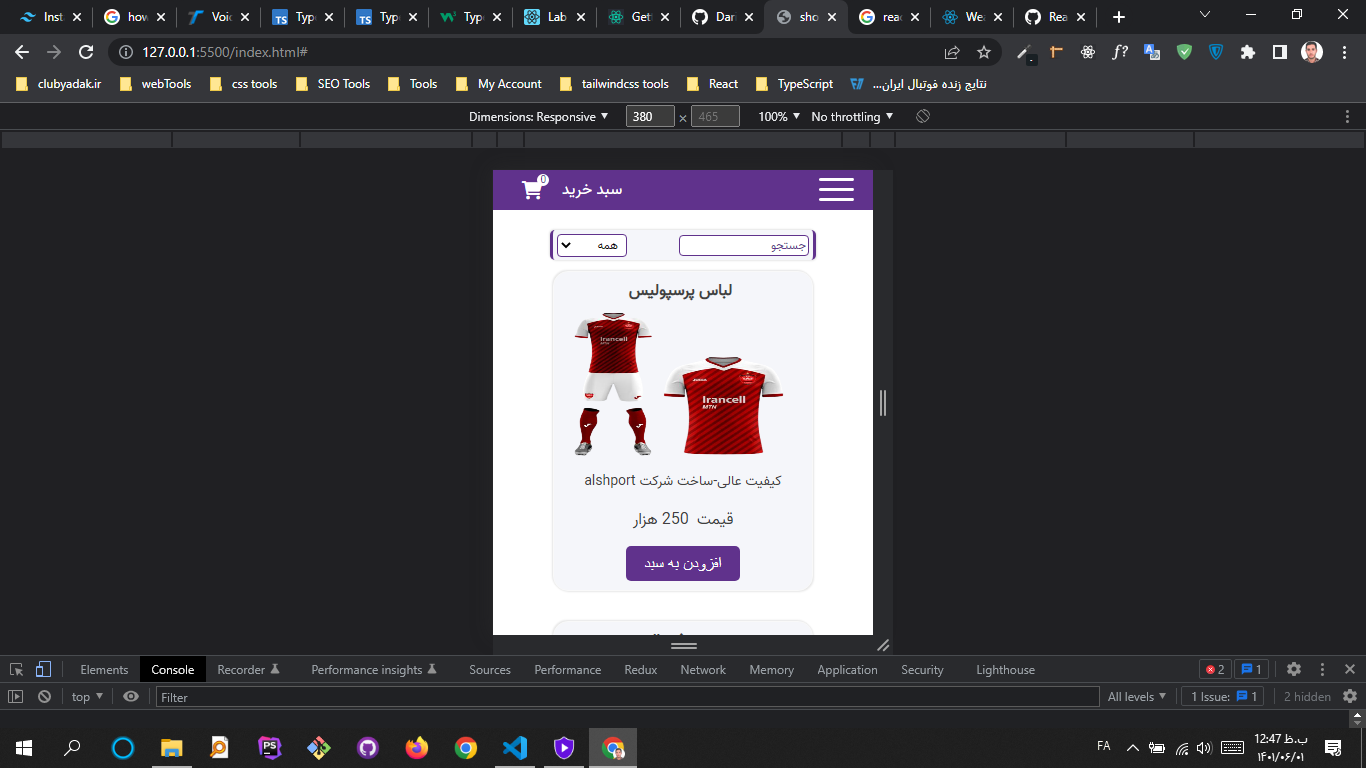 Inst
how
Void
Type
Type
Type
Lab
Get
Dar
sho
rea
We
Rea
127.0.0.1:5500/index.html#
clubyadak.ir webTools css tools SEO Tools Tools My Account tailwindcss tools React TypeScript نتایج زنده فوتبال ایران...
Dimensions: Responsive 380 × 465 100% No throttling
سبد خرید 0
جستجو همه
لباس پرسپولیس
Irancell
MTN
Irancell
MTN
کیفیت عالی-ساخت شرکت alshport
قیمت 250 هزار
افزودن به سبد
Elements Console Recorder Performance insights Sources Performance Redux Network Memory Application Security Lighthouse 2 1
top Filter All levels 1 Issue: 1 2 hidden
FA 12:47 ب.ظ
۱۴۰۱/۰۶/۰۱